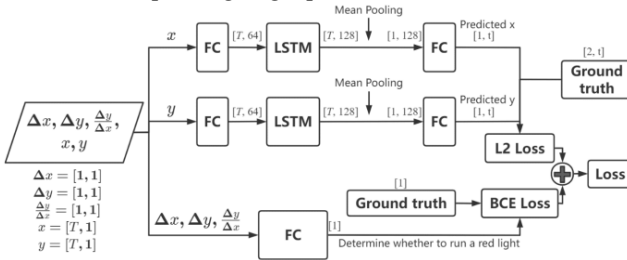 Mean Pooling
Predicted x
x
[T, 64]
[T, 128]
[1, 128]
[1, t]
FC
LSTM
FC
[2, t]
Ground
truth
Mean Pooling
Predicted y
y
[T, 64]
[T, 128]
[1, 128]
[1, t]
FC
LSTM
FC
Δx, Δy, Δy/Δx,
x, y
L2 Loss
Δx = [1, 1]
Δy = [1, 1]
Δy/Δx = [1, 1]
x = [T, 1]
y = [T, 1]
Loss
[1]
Ground truth
BCE Loss
Δx, Δy, Δy/Δx
FC
[1]
Determine whether to run a red light